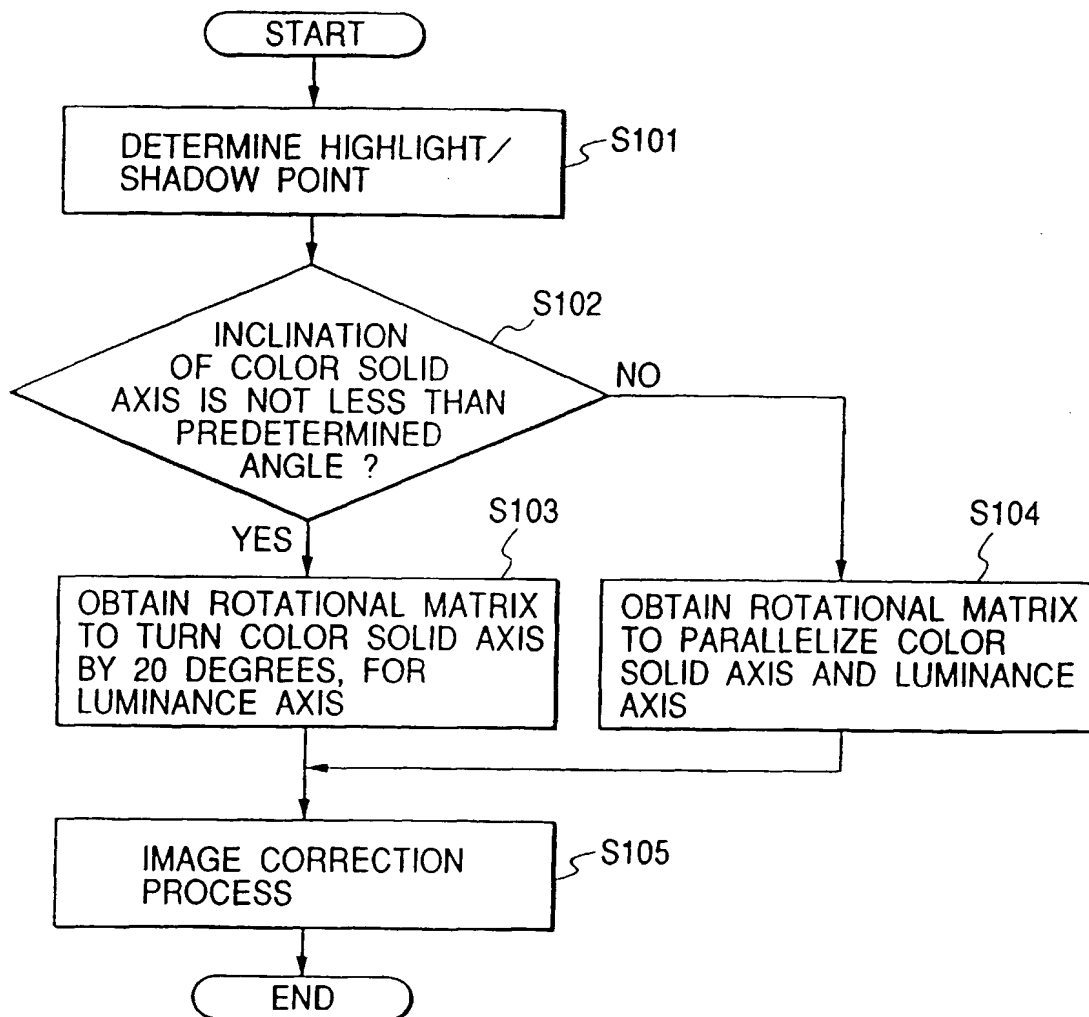 START
DETERMINE HIGHLIGHT/
SHADOW POINT
S101
S102
INCLINATION
OF COLOR SOLID
AXIS IS NOT LESS THAN
PREDETERMINED
ANGLE ?
NO
YES
S103
OBTAIN ROTATIONAL MATRIX
TO TURN COLOR SOLID AXIS
BY 20 DEGREES, FOR
LUMINANCE AXIS
S104
OBTAIN ROTATIONAL MATRIX
TO PARALLELIZE COLOR
SOLID AXIS AND LUMINANCE
AXIS
IMAGE CORRECTION
PROCESS
S105
END